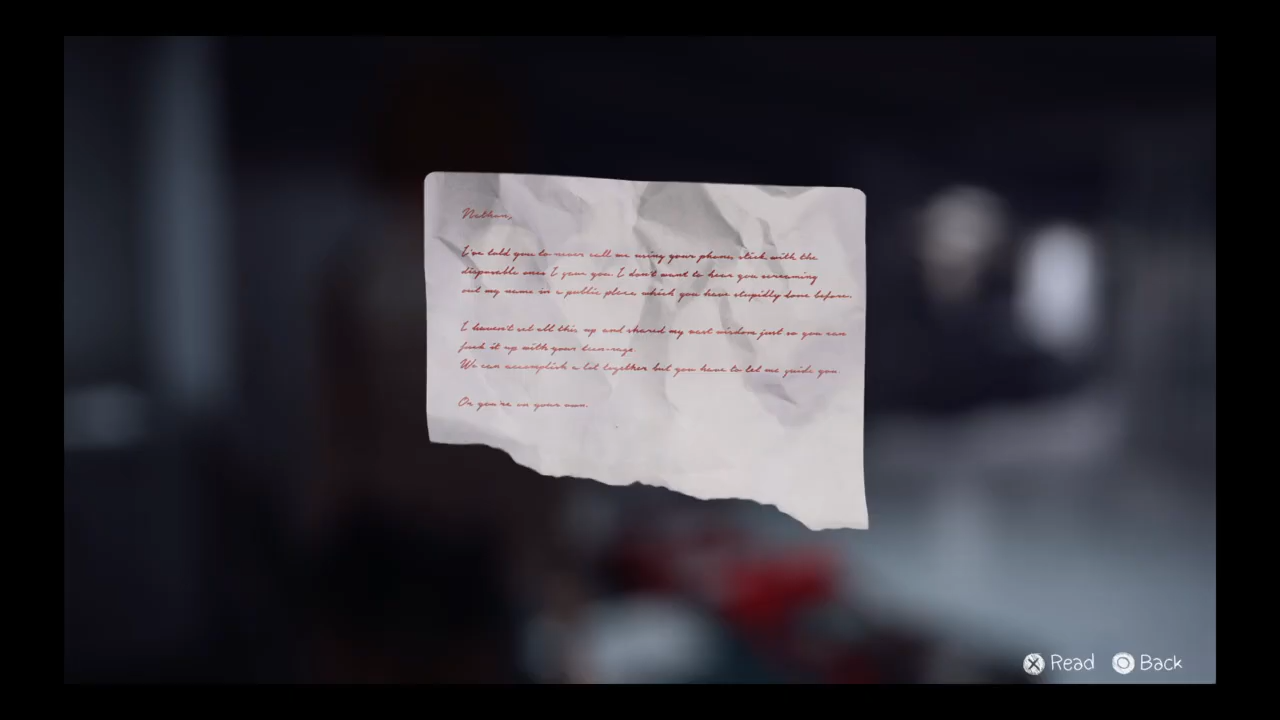 Nathan,
I've told you to never call me using your phone, stick with the
disposable ones I gave you. I don't want to hear you screaming
out my name in a public place which you have stupidly done before.
I haven't set all this up and shared my vast wisdom just so you can
fuck it up with your teen-rage.
We can accomplish a lot together but you have to let me guide you.
Or you're on your own.
Read Back